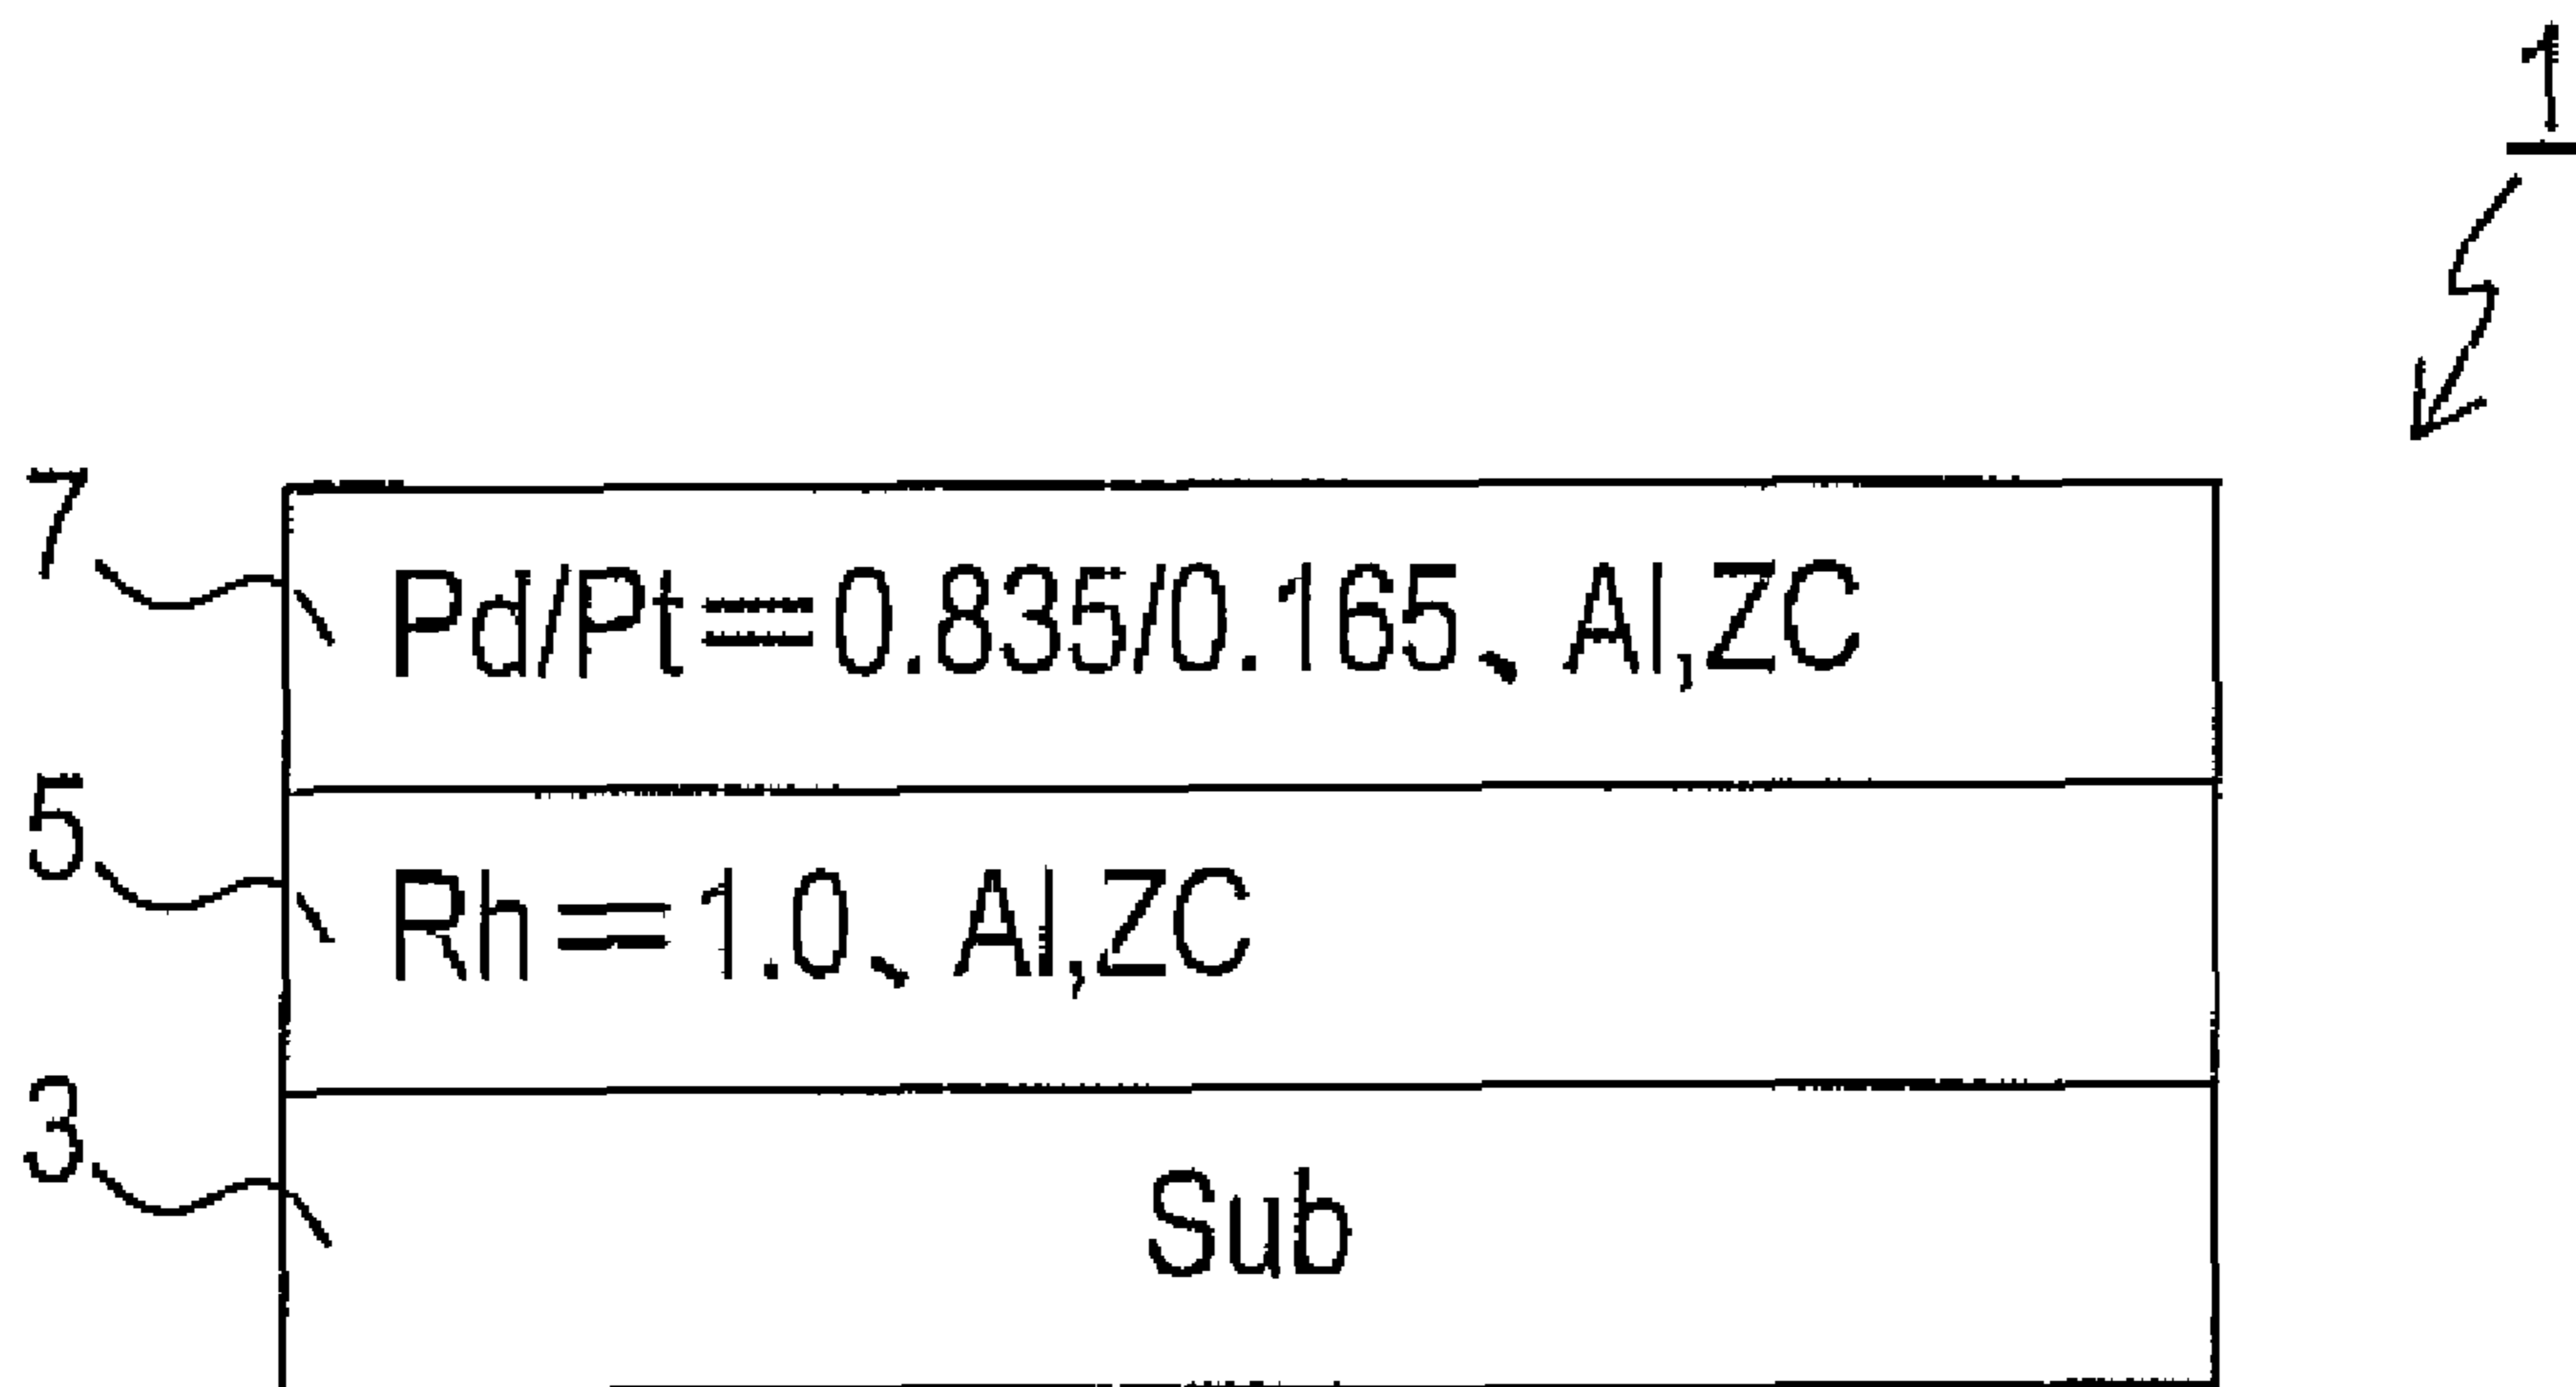 1
7 Pd/Pt=0.835/0.165、Al,ZC
5 Rh=1.0、Al,ZC
3 Sub